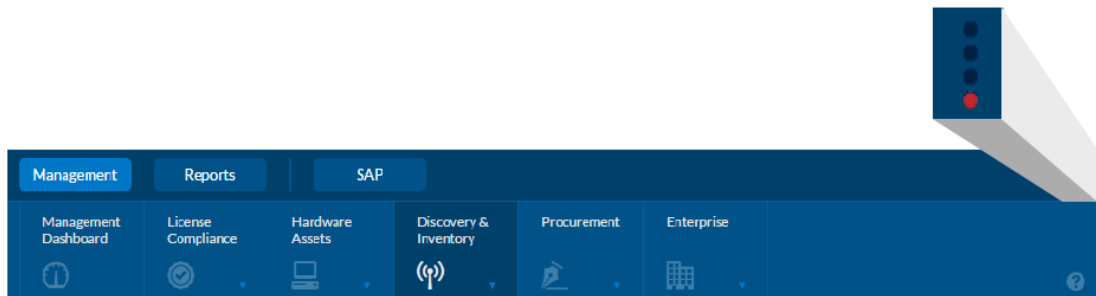 Management Reports SAP
Management Dashboard
License Compliance
Hardware Assets
Discovery & Inventory
Procurement
Enterprise
?